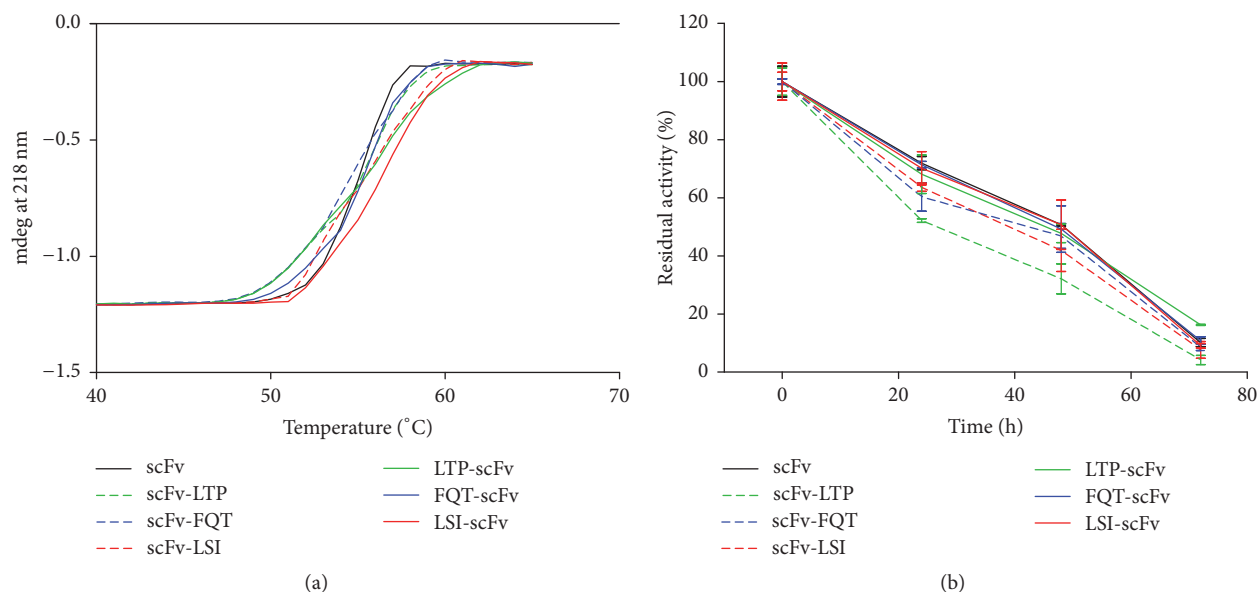 0.0
−0.5
−1.0
−1.5
mdeg at 218 nm
40
50
60
70
Temperature (°C)
scFv
scFv-LTP
scFv-FQT
scFv-LSI
LTP-scFv
FQT-scFv
LSI-scFv
(a)
120
100
80
60
40
20
0
Residual activity (%)
0
20
40
60
80
Time (h)
scFv
scFv-LTP
scFv-FQT
scFv-LSI
LTP-scFv
FQT-scFv
LSI-scFv
(b)